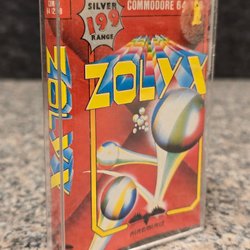 SILVER
199
RANGE
COMMODORE 64
ZOLYX
ZOLYX
FIREBIRD